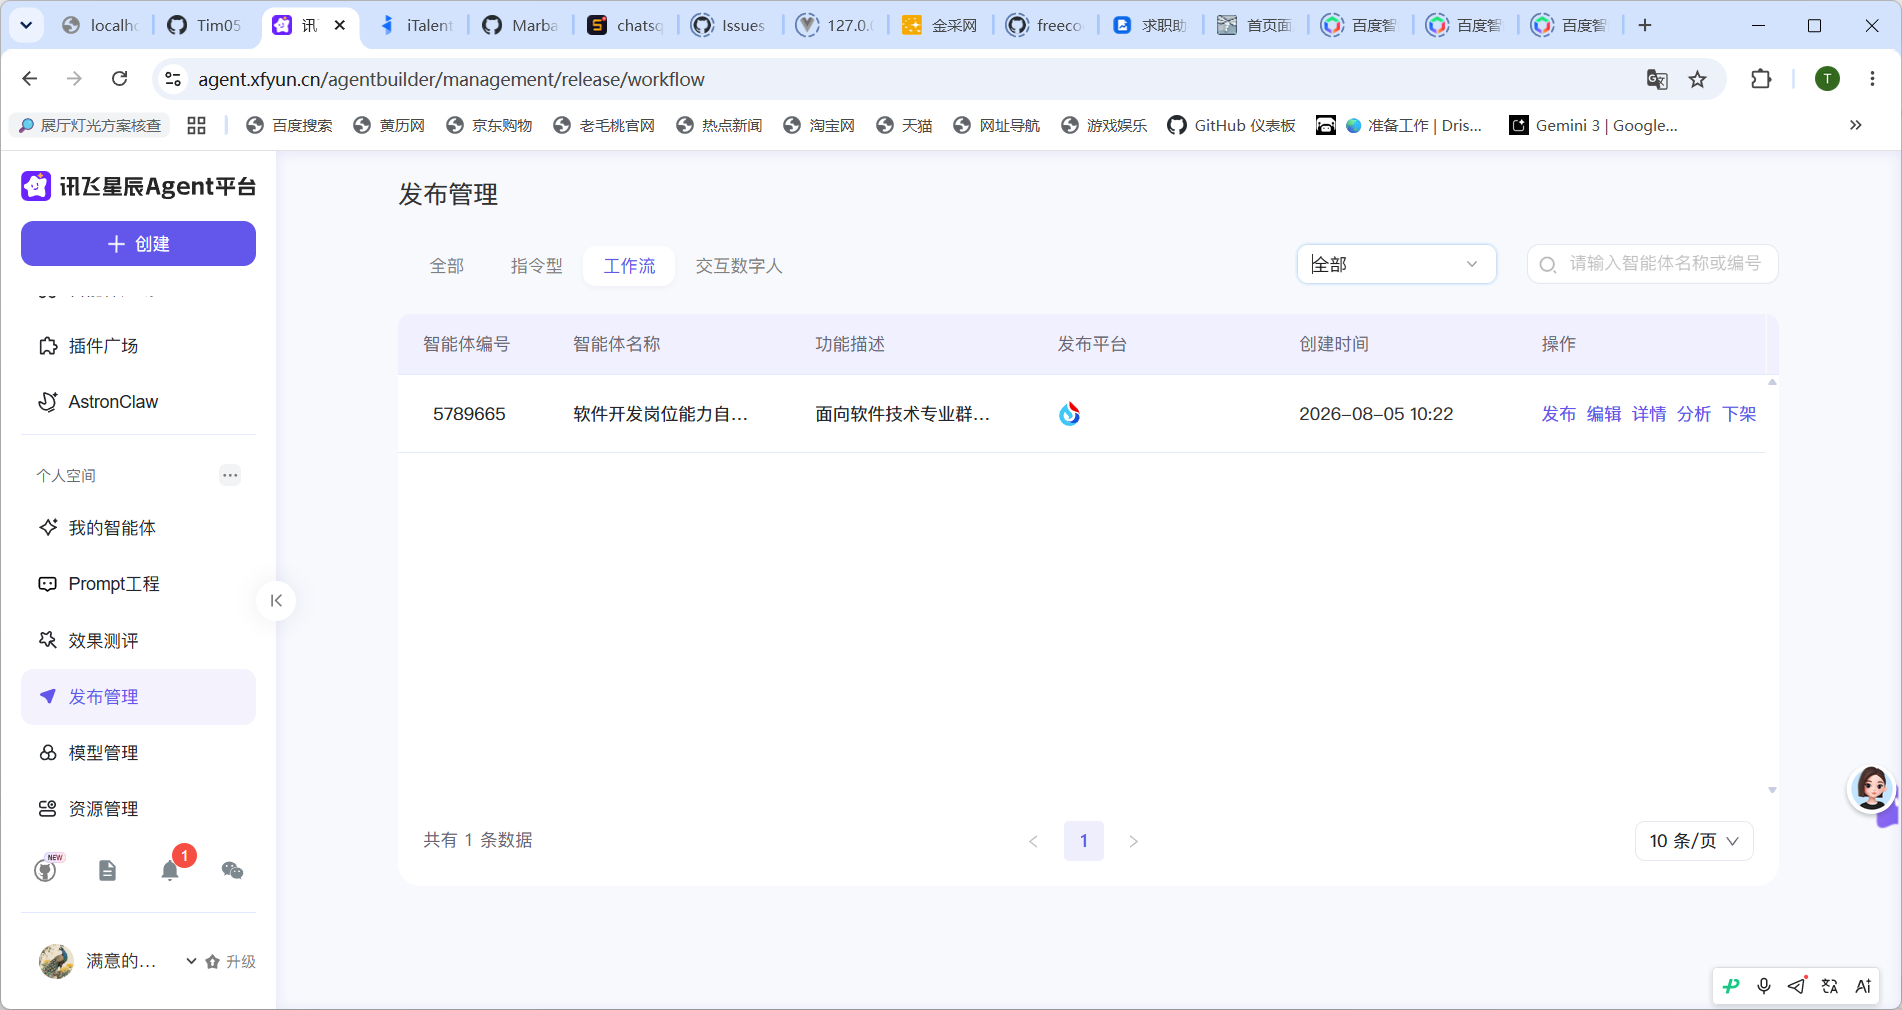 localh
Tim05
讯
iTalent
Marba
chatsq
Issues
127.0.0
金采网
freeco
求职助
首页面
百度智
百度智
百度智
agent.xfyun.cn/agentbuilder/management/release/workflow
T
展厅灯光方案核查
百度搜索
黄历网
京东购物
老毛桃官网
热点新闻
淘宝网
天猫
网址导航
游戏娱乐
GitHub 仪表板
准备工作 | Dris...
Gemini 3 | Google...
讯飞星辰Agent平台
创建
插件广场
AstronClaw
个人空间
我的智能体
Prompt工程
效果测评
发布管理
模型管理
资源管理
NEW
1
满意的...
升级
发布管理
全部
指令型
工作流
交互数字人
全部
请输入智能体名称或编号
智能体编号 智能体名称 功能描述 发布平台 创建时间 操作
5789665 软件开发岗位能力自... 面向软件技术专业群... 2026-08-05 10:22 发布 编辑 详情 分析 下架
共有 1 条数据
1
10 条/页